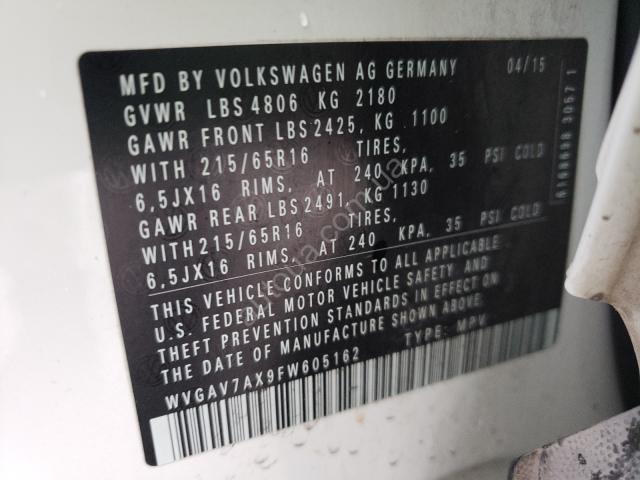 MFD BY VOLKSWAGEN AG GERMANY 04/15
GVWR LBS 4806 KG 2180
GAWR FRONT LBS 2425, KG 1100
WITH 215/65R16 TIRES,
6,5JX16 RIMS, AT 240 KPA, 35 PSI COLD
GAWR REAR LBS 2491, KG 1130
WITH 215/65R16 TIRES,
6,5JX16 RIMS, AT 240 KPA, 35 PSI COLD
THIS VEHICLE CONFORMS TO ALL APPLICABLE
U.S. FEDERAL MOTOR VEHICLE SAFETY AND
THEFT PREVENTION STANDARDS IN EFFECT ON
THE DATE OF MANUFACTURE SHOWN ABOVE.
WVGAV7AX9FW605162 TYPE: MPV